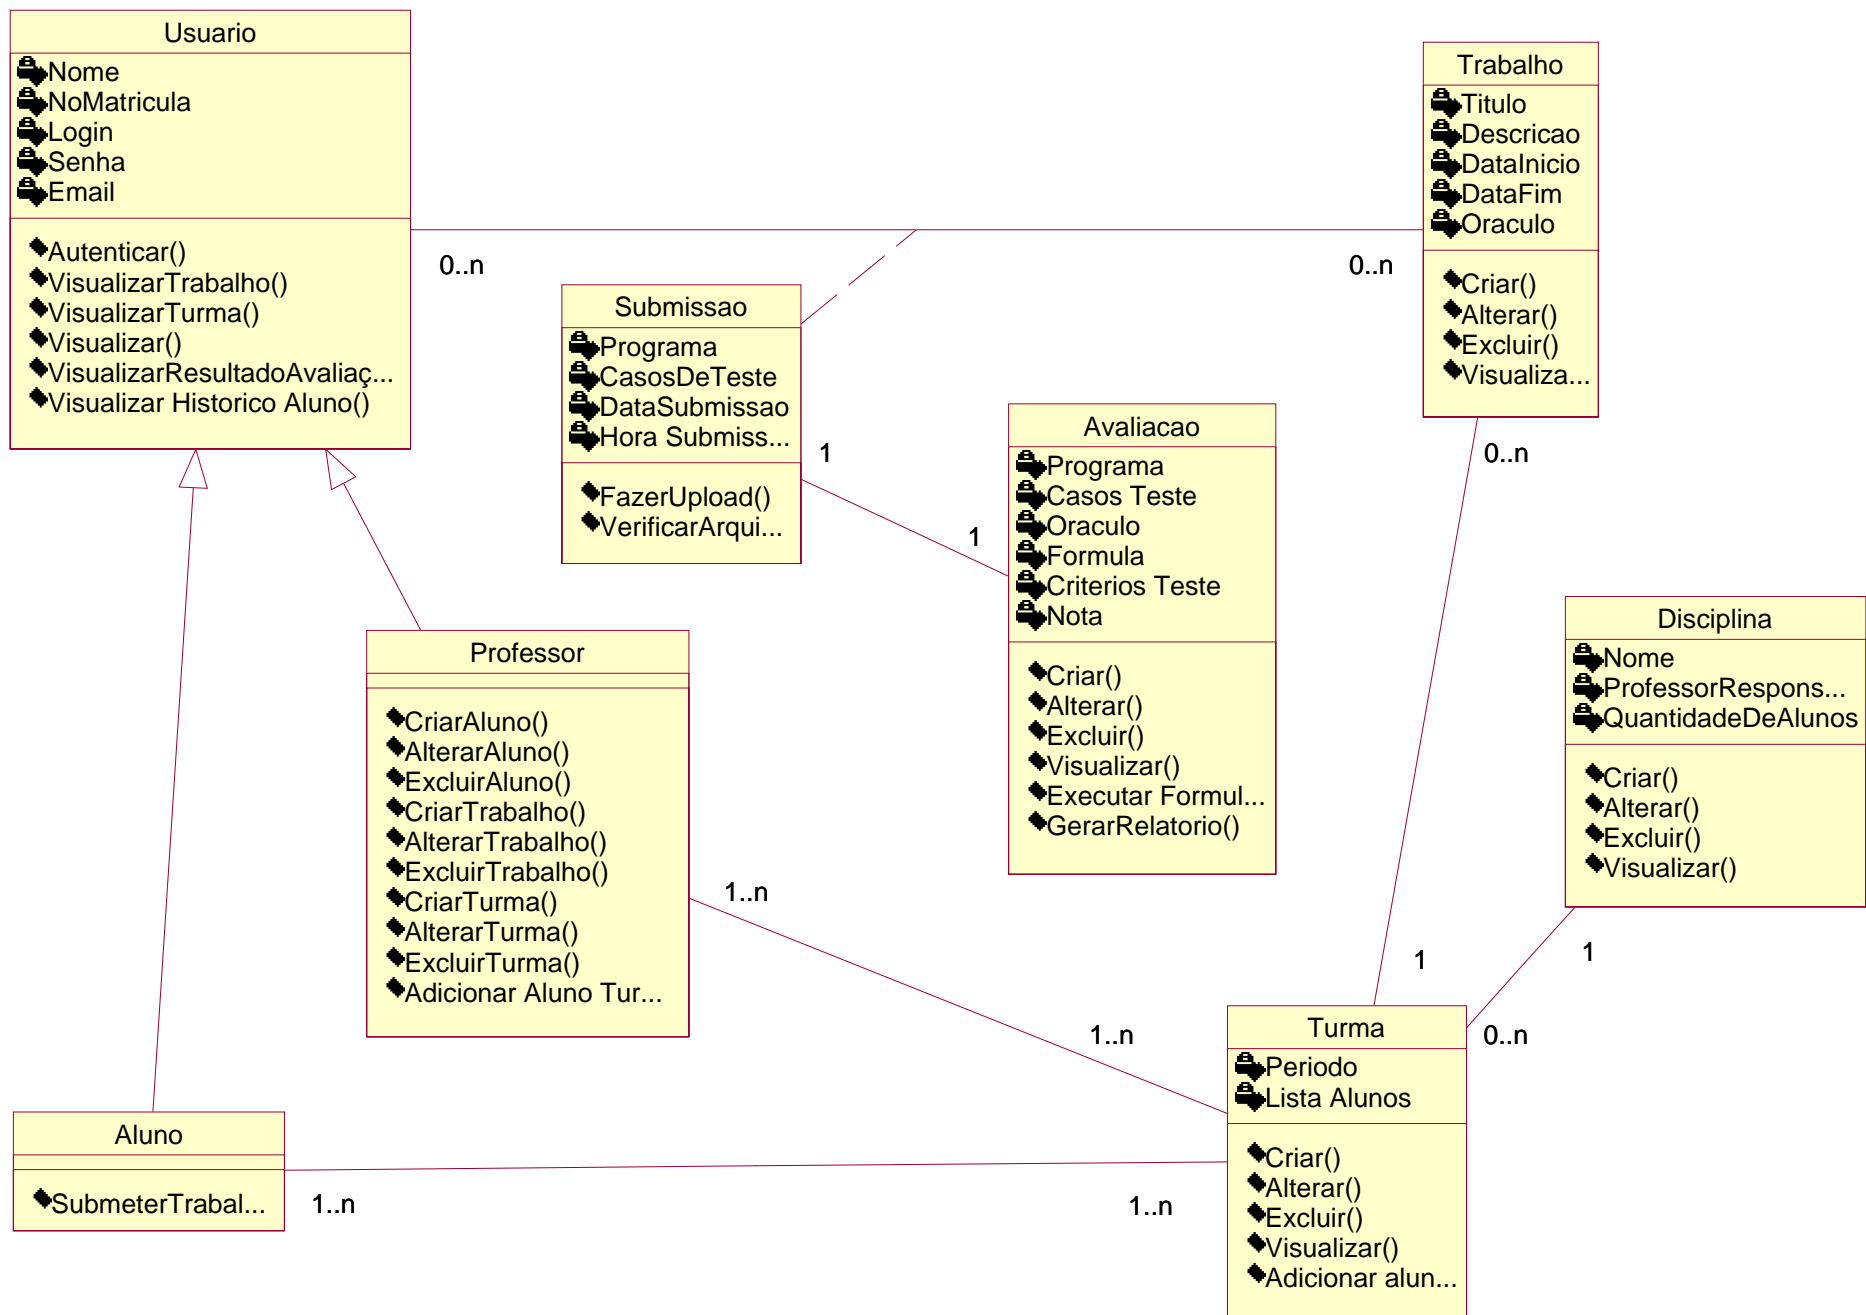 Usuario
Nome
NoMatricula
Login
Senha
Email
Autenticar()
VisualizarTrabalho()
VisualizarTurma()
Visualizar()
VisualizarResultadoAvaliaç...
Visualizar Historico Aluno()
0..n
0..n
Trabalho
Titulo
Descricao
DataInicio
DataFim
Oraculo
Criar()
Alterar()
Excluir()
Visualiza...
0..n
1
Submissao
Programa
CasosDeTeste
DataSubmissao
Hora Submiss...
FazerUpload()
VerificarArqui...
1
1
Avaliacao
Programa
Casos Teste
Oraculo
Formula
Criterios Teste
Nota
Criar()
Alterar()
Excluir()
Visualizar()
Executar Formul...
GerarRelatorio()
Disciplina
Nome
ProfessorRespons...
QuantidadeDeAlunos
Criar()
Alterar()
Excluir()
Visualizar()
1
0..n
Professor
CriarAluno()
AlterarAluno()
ExcluirAluno()
CriarTrabalho()
AlterarTrabalho()
ExcluirTrabalho()
CriarTurma()
AlterarTurma()
ExcluirTurma()
Adicionar Aluno Tur...
1..n
1..n
Aluno
SubmeterTrabal...
1..n
1..n
Turma
Periodo
Lista Alunos
Criar()
Alterar()
Excluir()
Visualizar()
Adicionar alun...